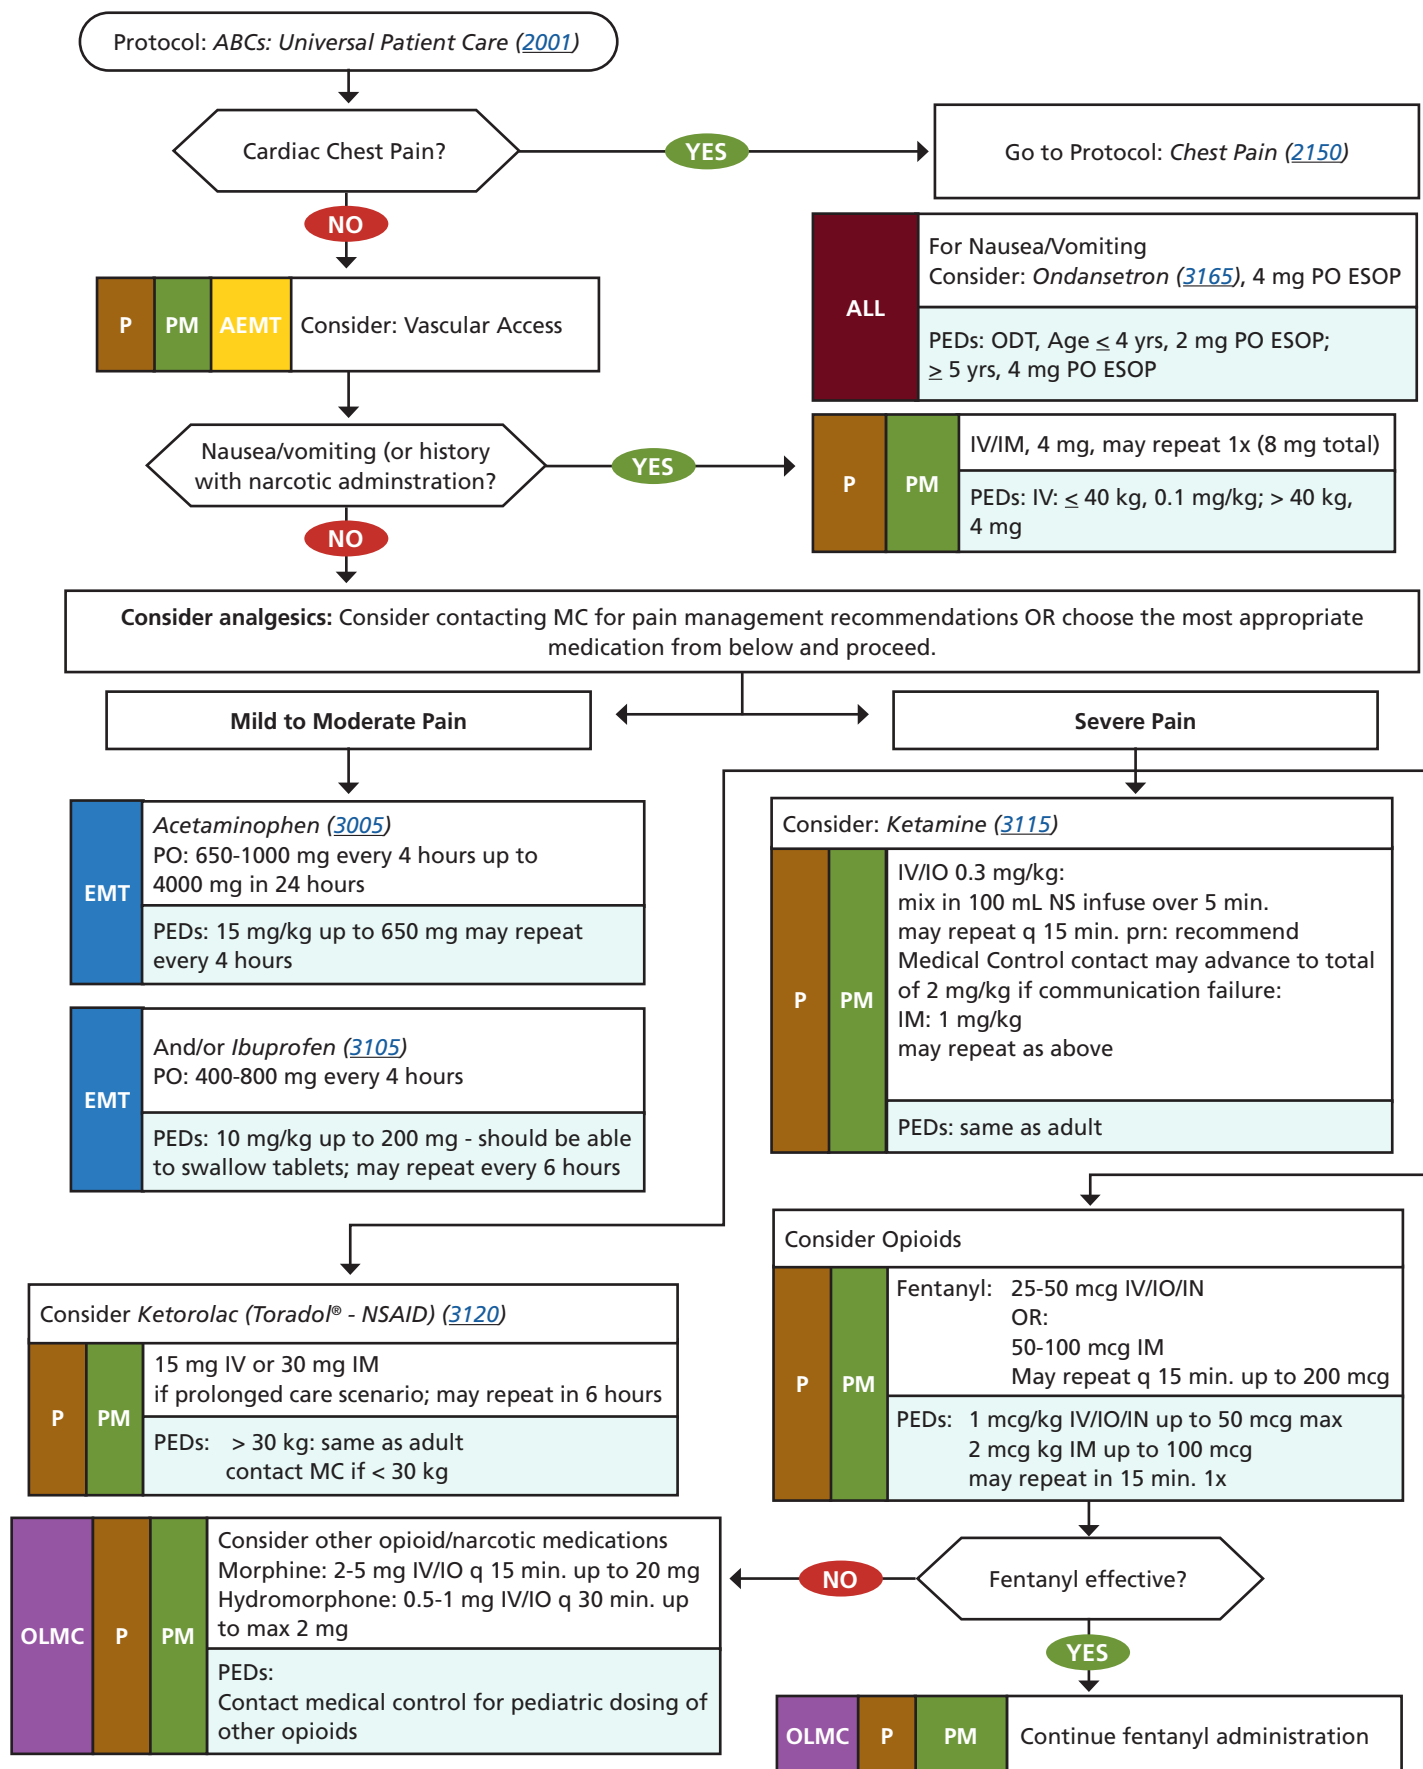 Protocol: ABCs: Universal Patient Care (2001)
Cardiac Chest Pain?
YES
Go to Protocol: Chest Pain (2150)
NO
P PM AEMT Consider: Vascular Access
ALL
For Nausea/Vomiting
Consider: Ondansetron (3165), 4 mg PO ESOP
PEDs: ODT, Age ≤ 4 yrs, 2 mg PO ESOP;
≥ 5 yrs, 4 mg PO ESOP
Nausea/vomiting (or history
with narcotic adminstration?
YES
P PM
IV/IM, 4 mg, may repeat 1x (8 mg total)
PEDs: IV: ≤ 40 kg, 0.1 mg/kg; > 40 kg,
4 mg
NO
Consider analgesics: Consider contacting MC for pain management recommendations OR choose the most appropriate
medication from below and proceed.
Mild to Moderate Pain
Severe Pain
EMT
Acetaminophen (3005)
PO: 650-1000 mg every 4 hours up to
4000 mg in 24 hours
PEDs: 15 mg/kg up to 650 mg may repeat
every 4 hours
EMT
And/or Ibuprofen (3105)
PO: 400-800 mg every 4 hours
PEDs: 10 mg/kg up to 200 mg - should be able
to swallow tablets; may repeat every 6 hours
Consider: Ketamine (3115)
P PM
IV/IO 0.3 mg/kg:
mix in 100 mL NS infuse over 5 min.
may repeat q 15 min. prn: recommend
Medical Control contact may advance to total
of 2 mg/kg if communication failure:
IM: 1 mg/kg
may repeat as above
PEDs: same as adult
Consider Ketorolac (Toradol® - NSAID) (3120)
P PM
15 mg IV or 30 mg IM
if prolonged care scenario; may repeat in 6 hours
PEDs: > 30 kg: same as adult
contact MC if < 30 kg
Consider Opioids
P PM
Fentanyl: 25-50 mcg IV/IO/IN
OR:
50-100 mcg IM
May repeat q 15 min. up to 200 mcg
PEDs: 1 mcg/kg IV/IO/IN up to 50 mcg max
2 mcg kg IM up to 100 mcg
may repeat in 15 min. 1x
Fentanyl effective?
NO
OLMC P PM
Consider other opioid/narcotic medications
Morphine: 2-5 mg IV/IO q 15 min. up to 20 mg
Hydromorphone: 0.5-1 mg IV/IO q 30 min. up
to max 2 mg
PEDs:
Contact medical control for pediatric dosing of
other opioids
YES
OLMC P PM Continue fentanyl administration